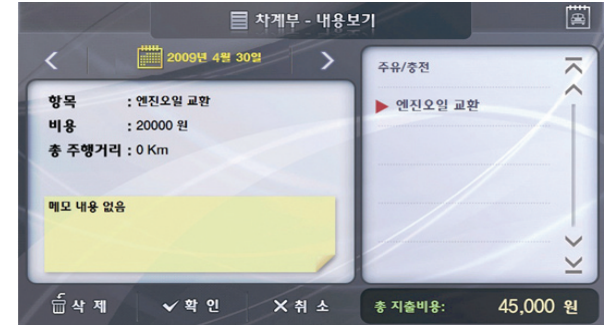 차계부 - 내용보기
2009년 4월 30일
항목 : 엔진오일 교환
비용 : 20000 원
총 주행거리 : 0 Km
메모 내용 없음
주유/충전
엔진오일 교환
삭 제
확 인
취 소
총 지출비용: 45,000 원